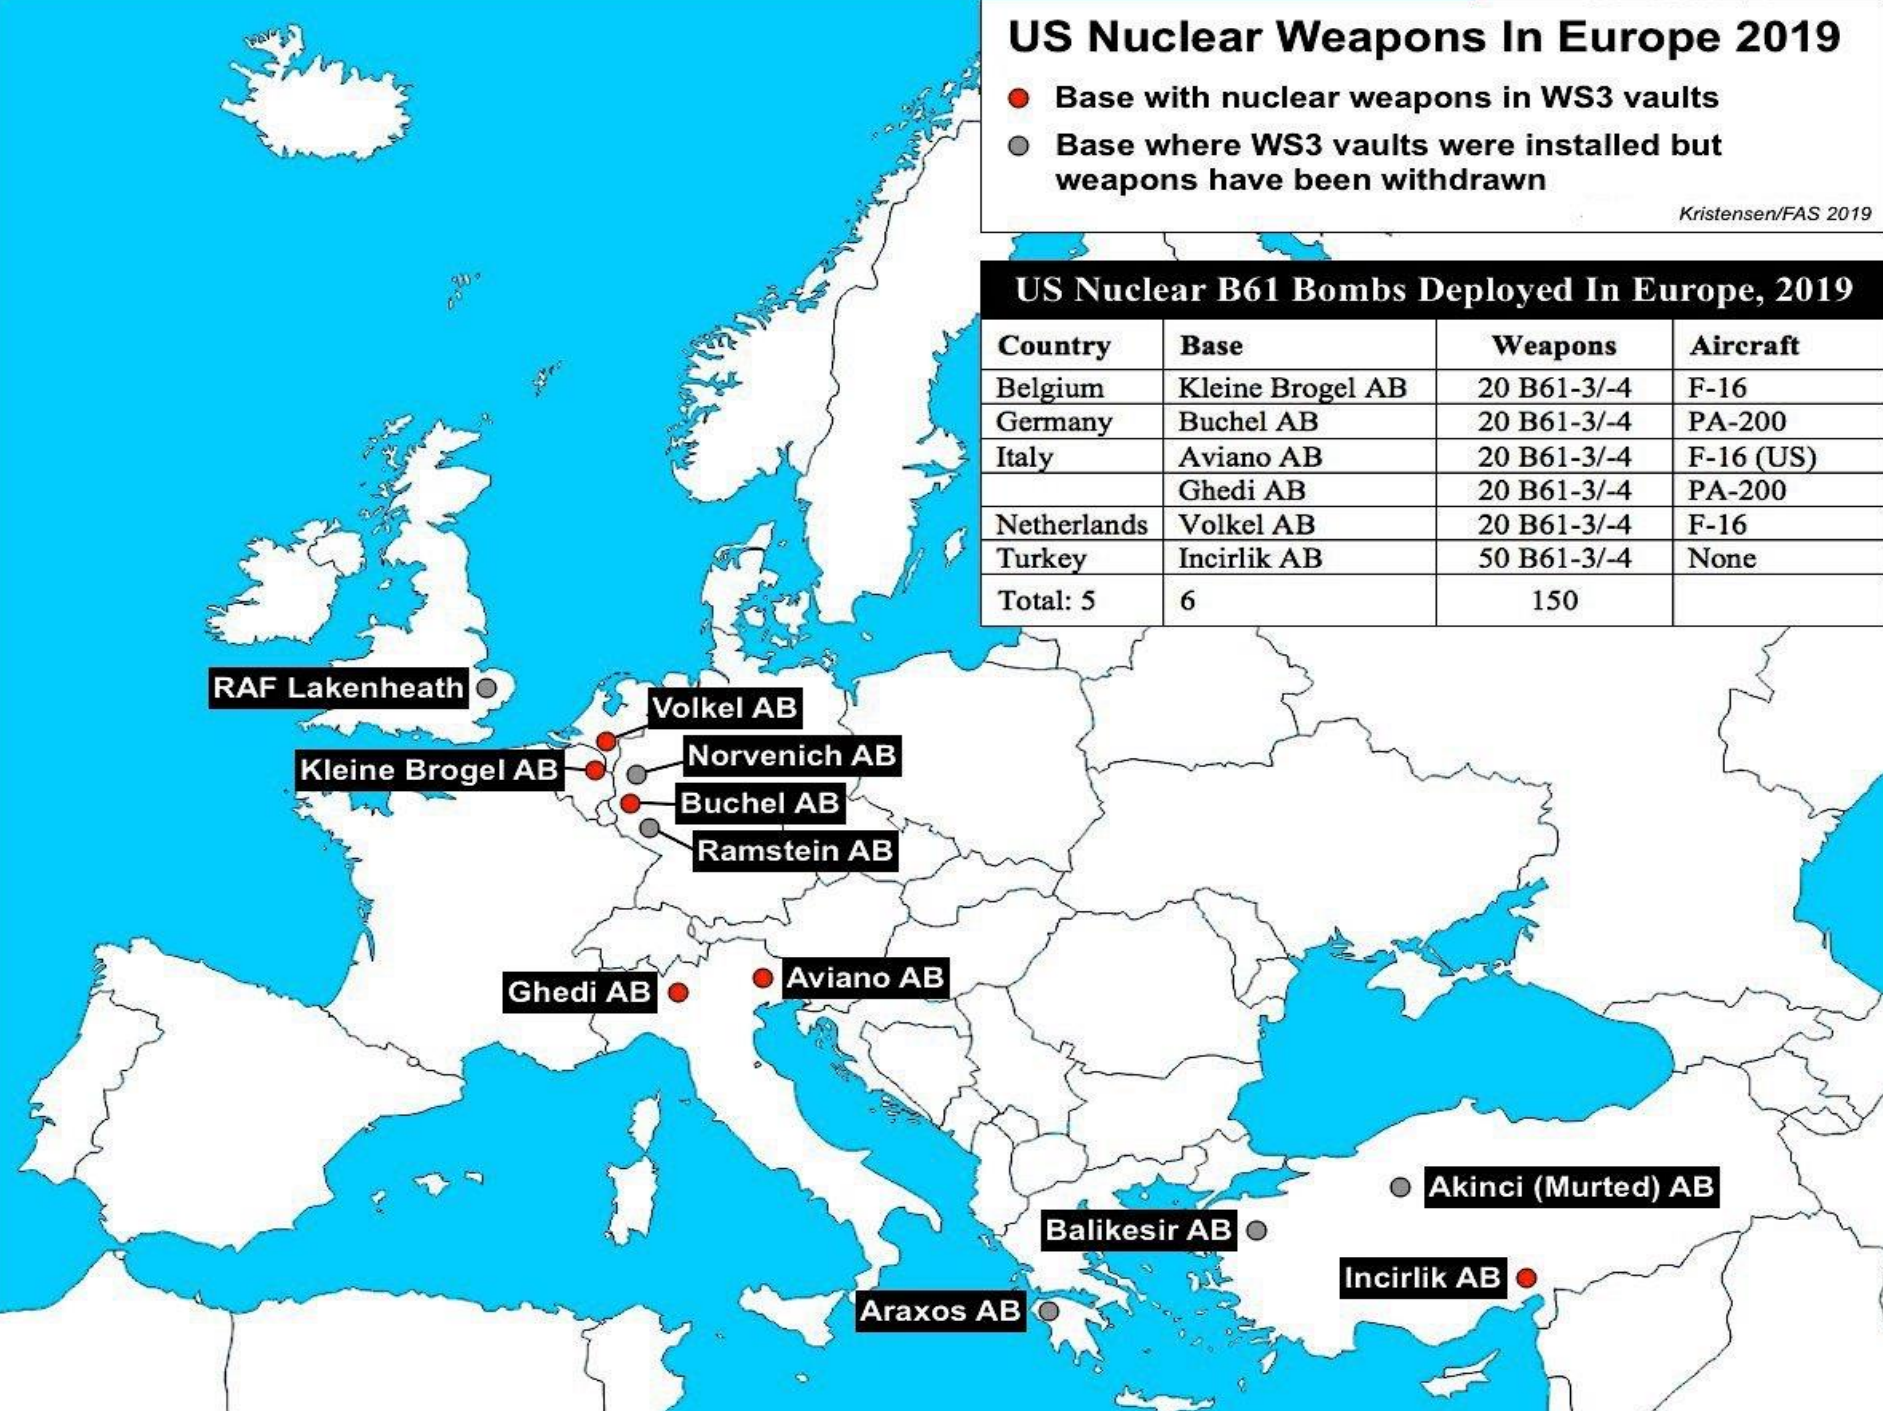 US Nuclear Weapons In Europe 2019
Base with nuclear weapons in WS3 vaults
Base where WS3 vaults were installed but
weapons have been withdrawn
Kristensen/FAS 2019
US Nuclear B61 Bombs Deployed In Europe, 2019
Country Base Weapons Aircraft
Belgium Kleine Brogel AB 20 B61-3/-4 F-16
Germany Buchel AB 20 B61-3/-4 PA-200
Italy Aviano AB 20 B61-3/-4 F-16 (US)
Ghedi AB 20 B61-3/-4 PA-200
Netherlands Volkel AB 20 B61-3/-4 F-16
Turkey Incirlik AB 50 B61-3/-4 None
Total: 5 6 150
RAF Lakenheath
Volkel AB
Norvenich AB
Kleine Brogel AB
Buchel AB
Ramstein AB
Ghedi AB
Aviano AB
Akinci (Murted) AB
Balikesir AB
Incirlik AB
Araxos AB